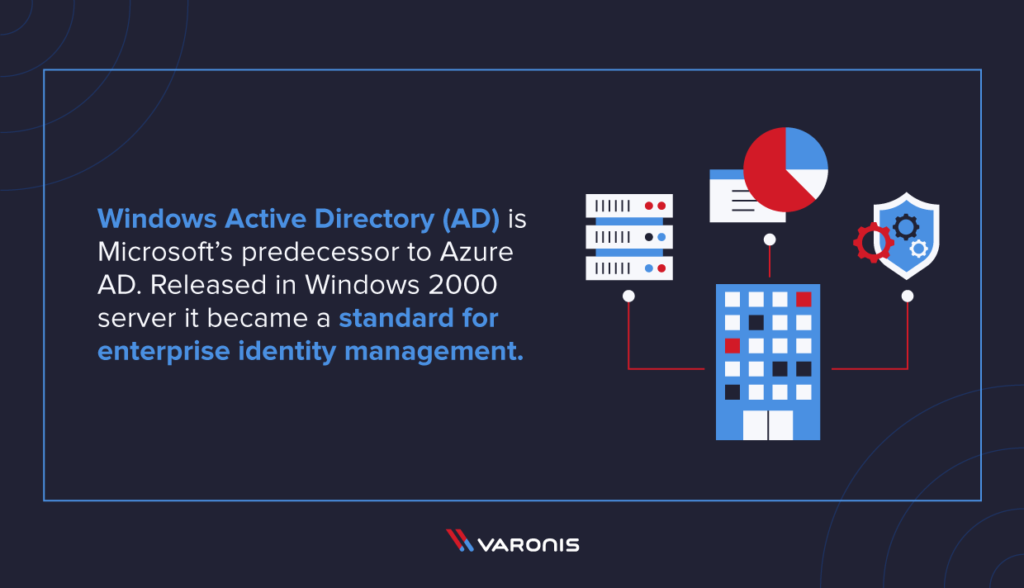 Windows Active Directory (AD) is
Microsoft’s predecessor to Azure
AD. Released in Windows 2000
server it became a standard for
enterprise identity management.
VARONIS